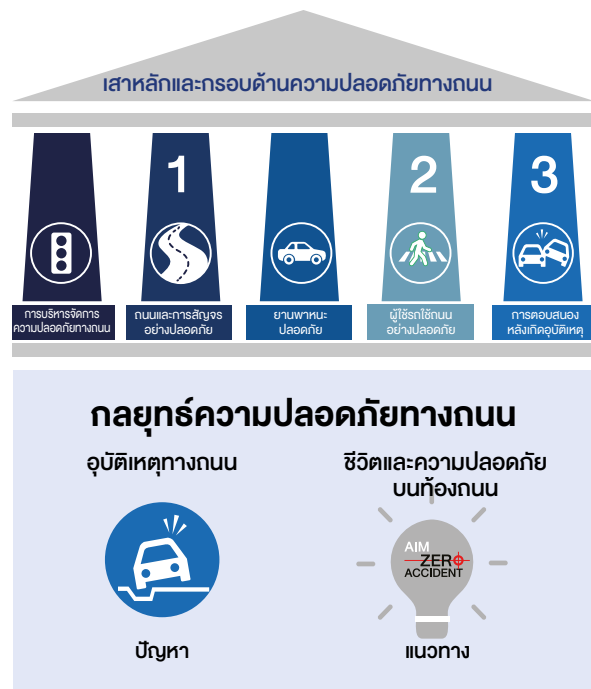 เสาหลักและกรอบด้านความปลอดภัยทางถนน
1
2
3
การบริหารจัดการ
ความปลอดภัยทางถนน
ถนนและการสัญจร
อย่างปลอดภัย
ยานพาหนะ
ปลอดภัย
ผู้ใช้รถใช้ถนน
อย่างปลอดภัย
การตอบสนอง
หลังเกิดอุบัติเหตุ
กลยุทธ์ความปลอดภัยทางถนน
อุบัติเหตุทางถนน
ปัญหา
ชีวิตและความปลอดภัย
บนท้องถนน
AIM
ZERO
ACCIDENT
แนวทาง